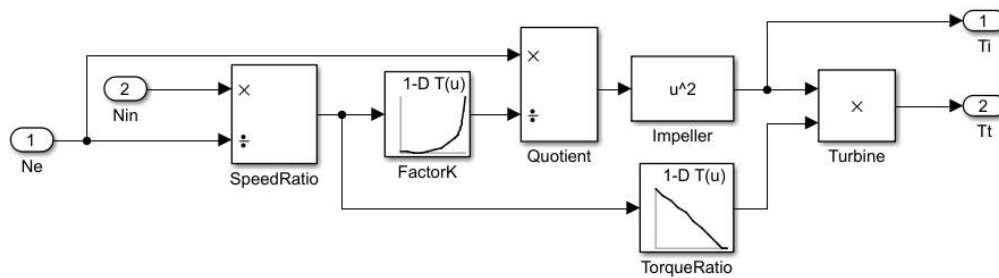 1
Ti
1-D T(u)
×
÷
Quotient
u^2
Impeller
×
Turbine
2
Tt
2
Nin
×
÷
SpeedRatio
1-D T(u)
FactorK
1
Ne
TorqueRatio